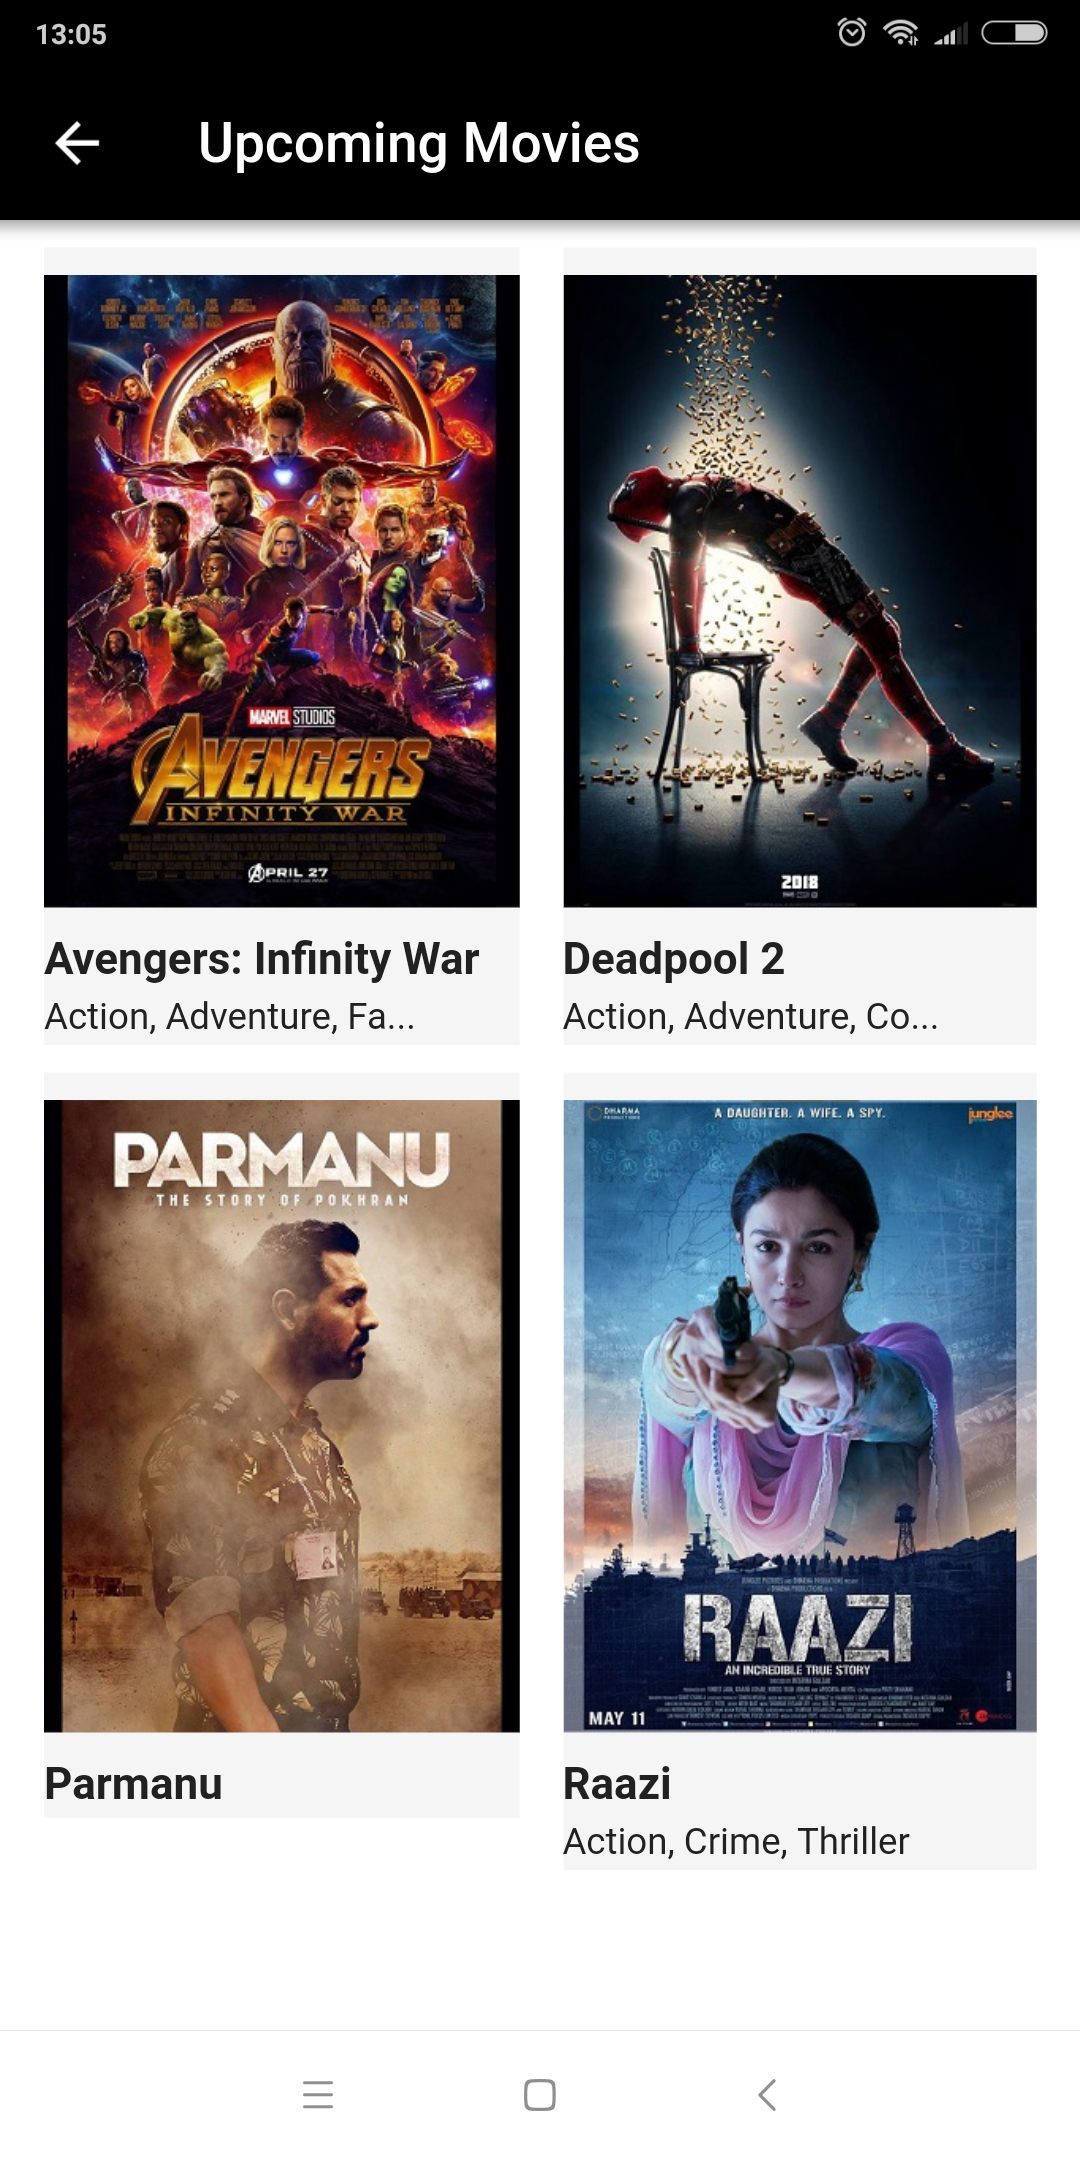 13:05
Upcoming Movies
MARVEL STUDIOS
AVENGERS
INFINITY WAR
APRIL 27
2018
Avengers: Infinity War
Action, Adventure, Fa...
Deadpool 2
Action, Adventure, Co...
PARMANU
THE STORY OF POKHRAN
DHARMA
PRODUCTIONS
A DAUGHTER. A WIFE. A SPY.
junglee
RAAZI
AN INCREDIBLE TRUE STORY
MAY 11
Parmanu
Raazi
Action, Crime, Thriller